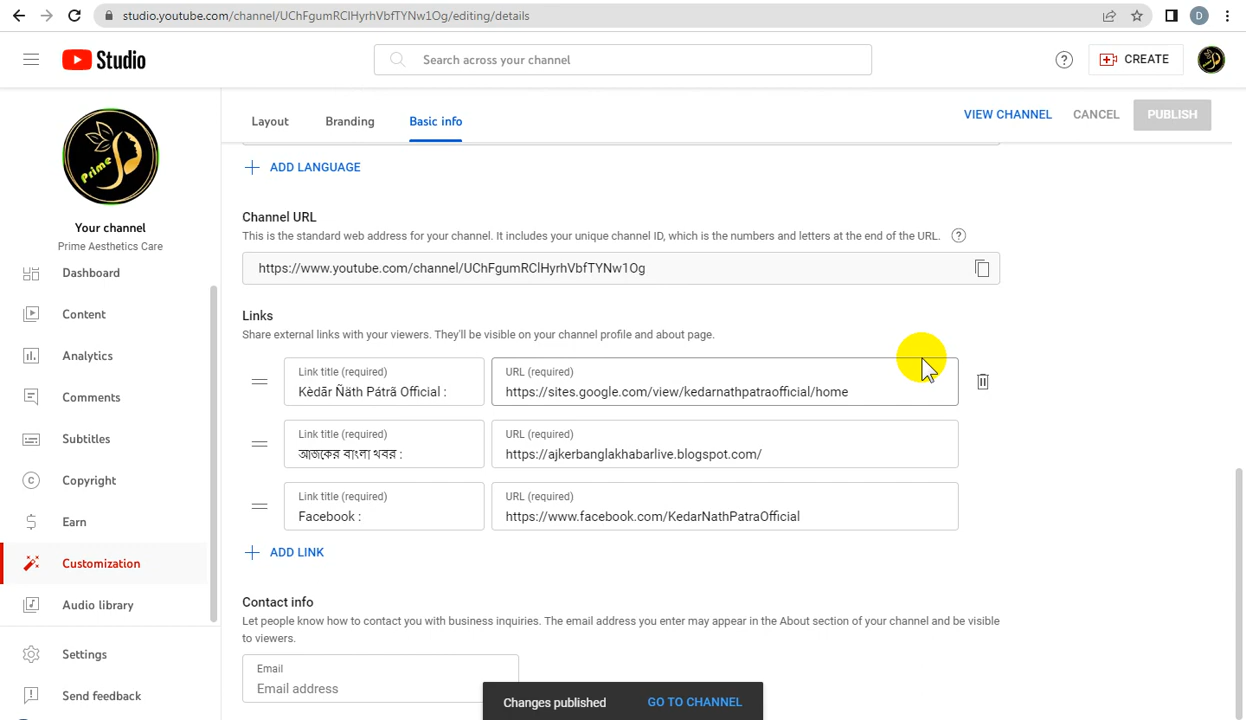 studio.youtube.com/channel/UChFgumRClHyrhVbfTYNw1Og/editing/details
D
Studio
Search across your channel
?
CREATE
Prime
Your channel
Prime Aesthetics Care
Dashboard
Content
Analytics
Comments
Subtitles
Copyright
Earn
Customization
Audio library
Settings
Send feedback
Layout
Branding
Basic info
VIEW CHANNEL
CANCEL
PUBLISH
ADD LANGUAGE
Channel URL
This is the standard web address for your channel. It includes your unique channel ID, which is the numbers and letters at the end of the URL.
https://www.youtube.com/channel/UChFgumRClHyrhVbfTYNw1Og
Links
Share external links with your viewers. They'll be visible on your channel profile and about page.
Link title (required)
Kèdãr Ñäth Pátrã Official :
URL (required)
https://sites.google.com/view/kedarnathpatraofficial/home
Link title (required)
আজকের বাংলা খবর :
URL (required)
https://ajkerbanglakhabarlive.blogspot.com/
Link title (required)
Facebook :
URL (required)
https://www.facebook.com/KedarNathPatraOfficial
ADD LINK
Contact info
Let people know how to contact you with business inquiries. The email address you enter may appear in the About section of your channel and be visible
to viewers.
Email
Email address
Changes published
GO TO CHANNEL